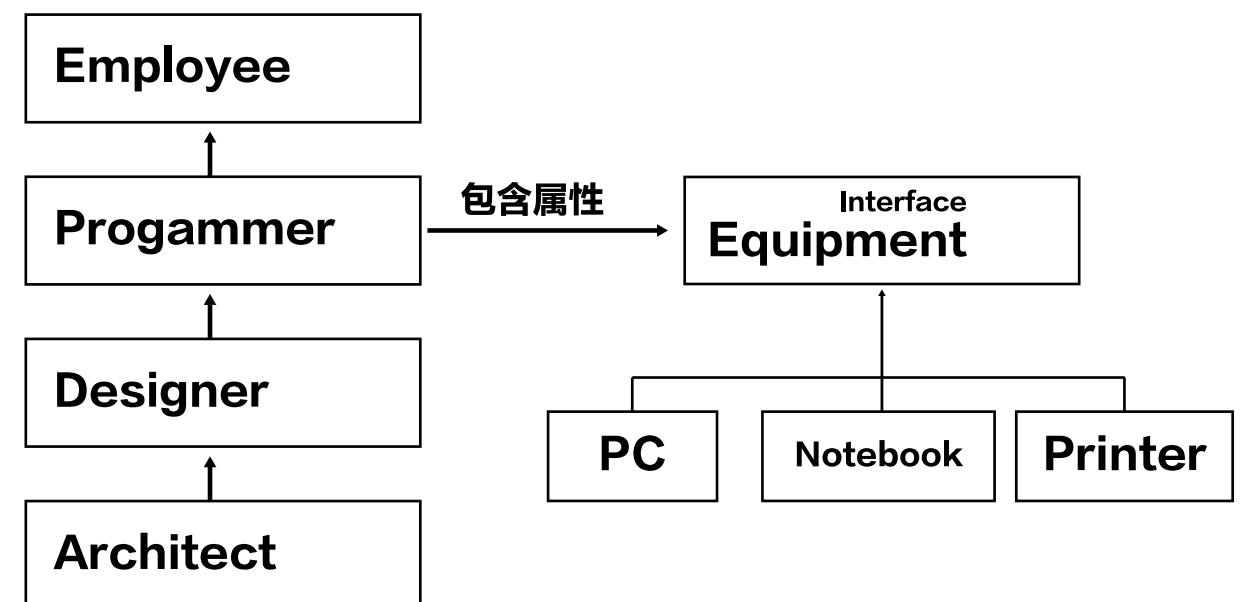 Employee
Progammer
包含属性
Interface
Equipment
Designer
PC
Notebook
Printer
Architect